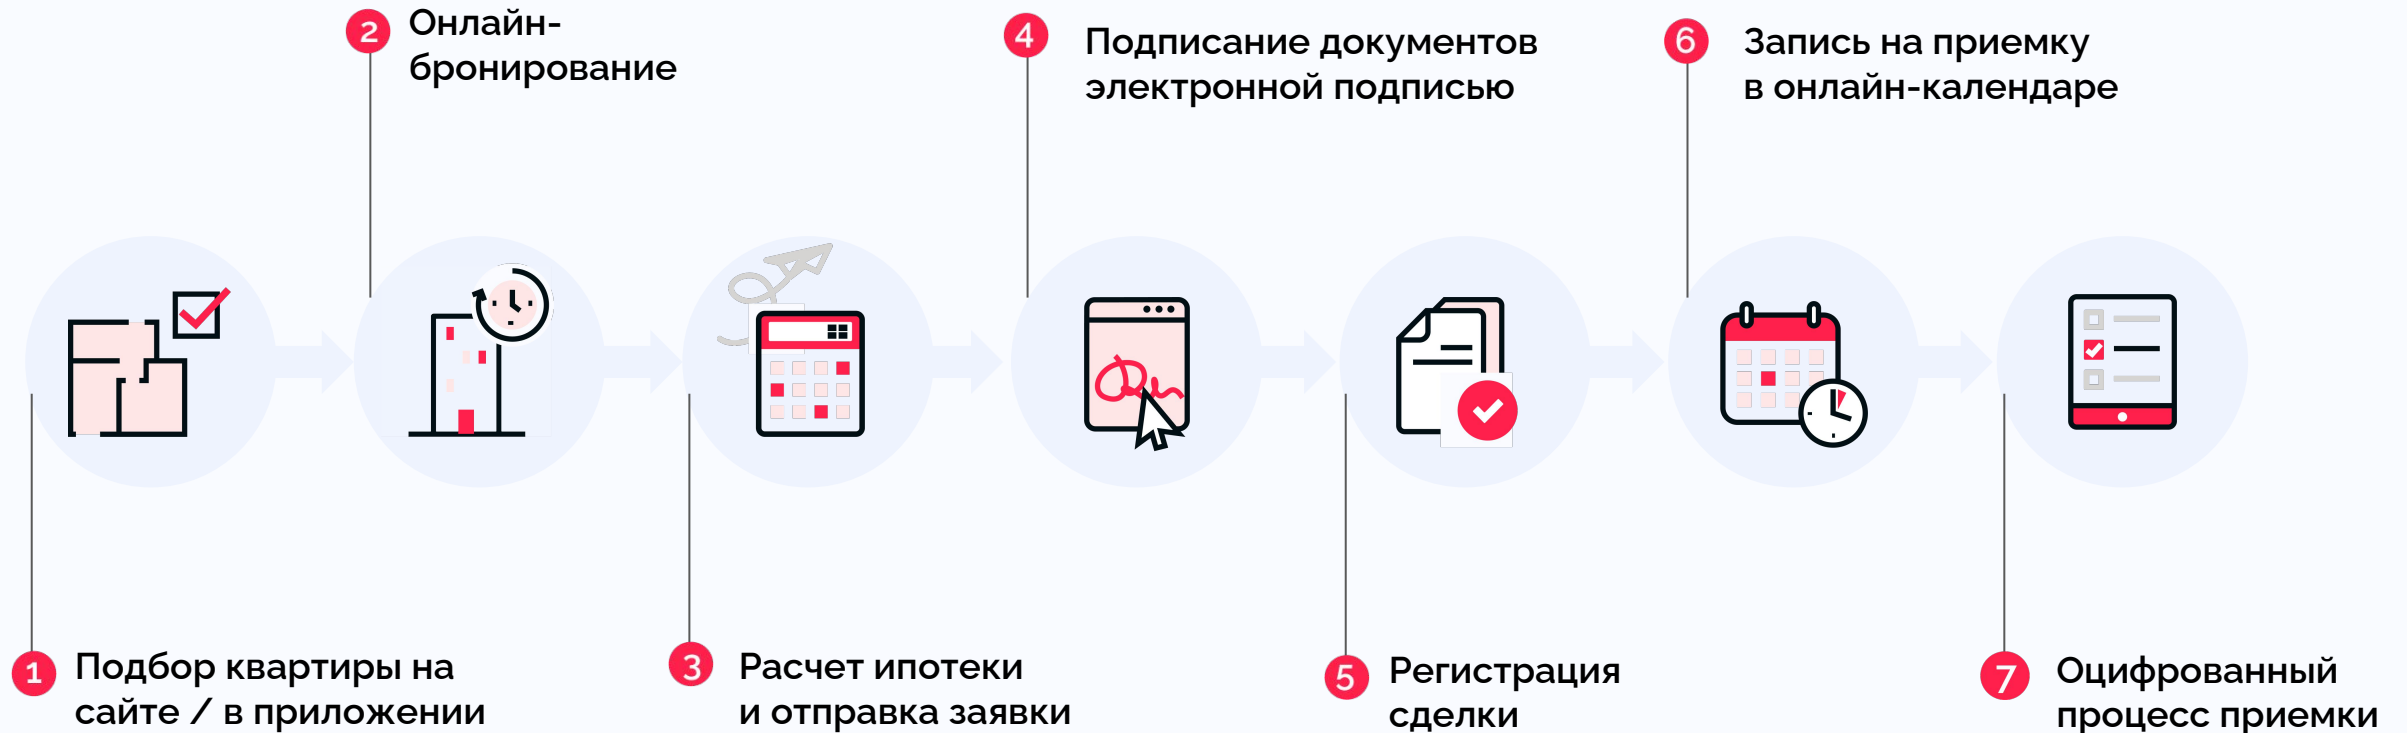 1
Подбор квартиры на
сайте / в приложении
2
Онлайн-
бронирование
3
Расчет ипотеки
и отправка заявки
4
Подписание документов
электронной подписью
5
Регистрация
сделки
6
Запись на приемку
в онлайн-календаре
7
Оцифрованный
процесс приемки